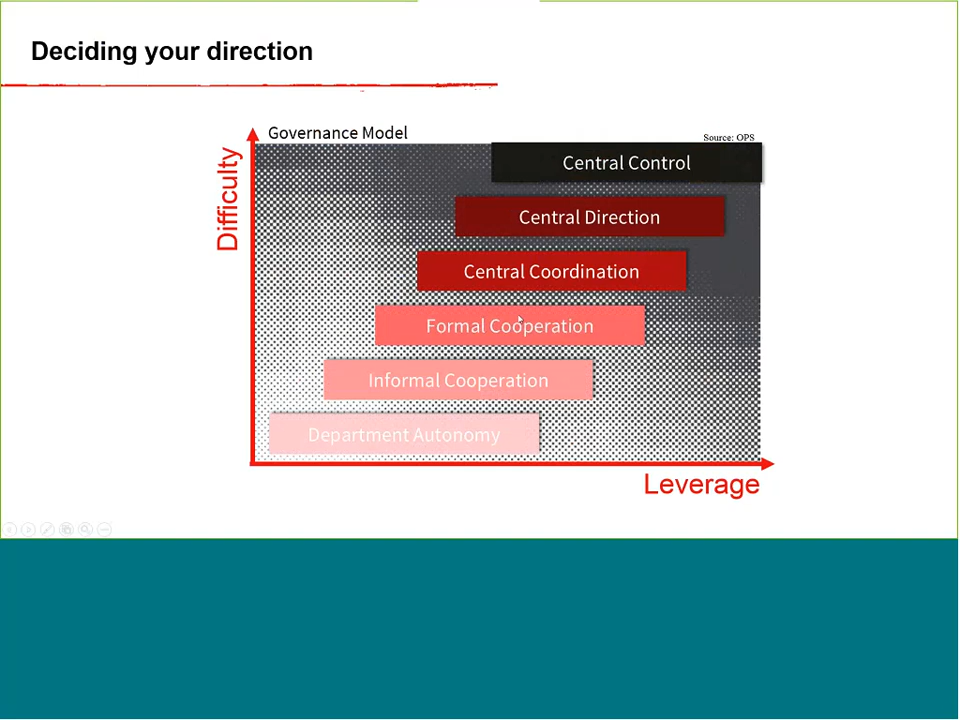 Deciding your direction
Governance Model
Source: OPS
Difficulty
Central Control
Central Direction
Central Coordination
Formal Cooperation
Informal Cooperation
Department Autonomy
Leverage